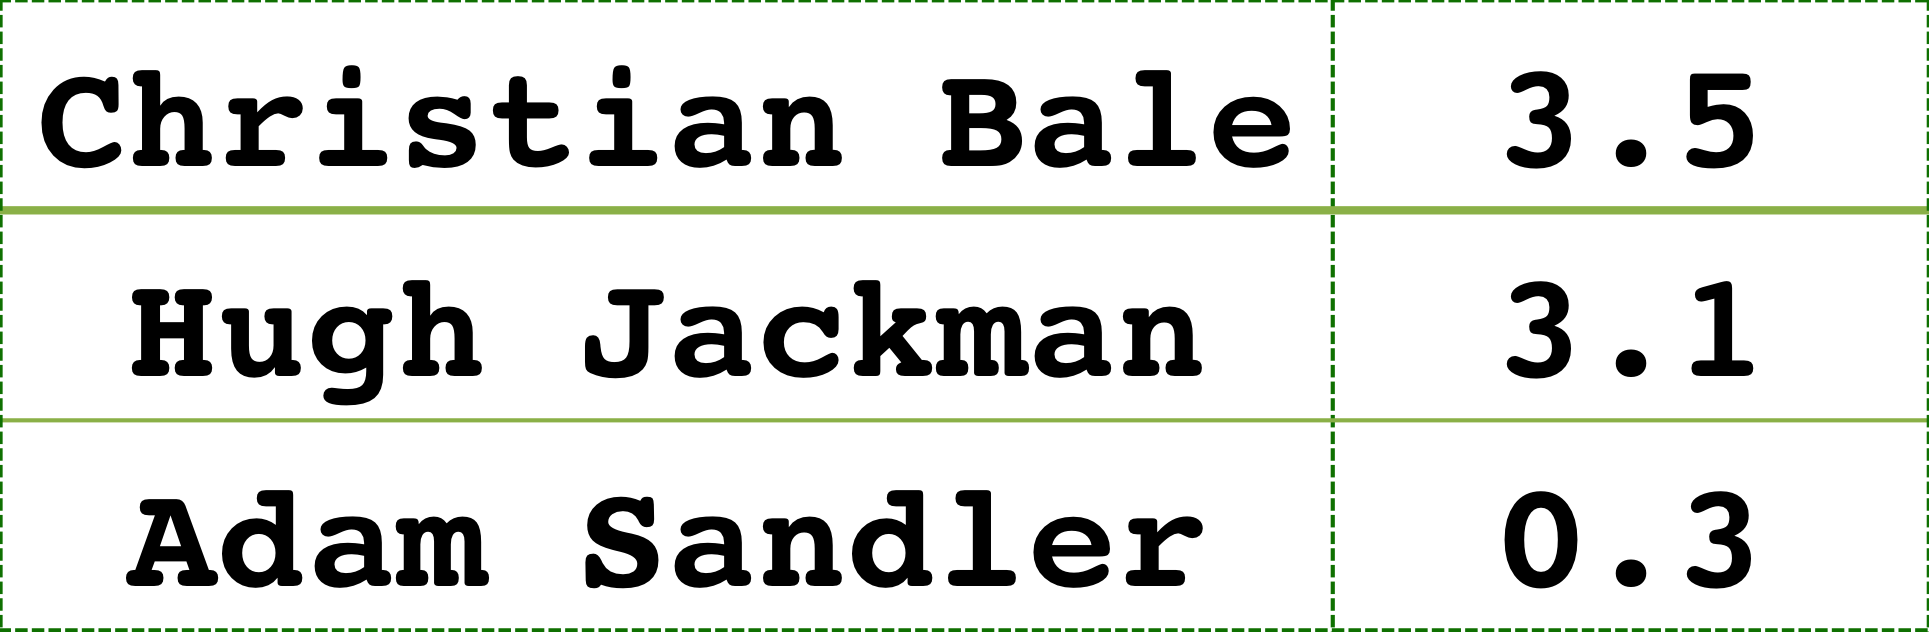 Christian Bale 3.5
Hugh Jackman 3.1
Adam Sandler 0.3